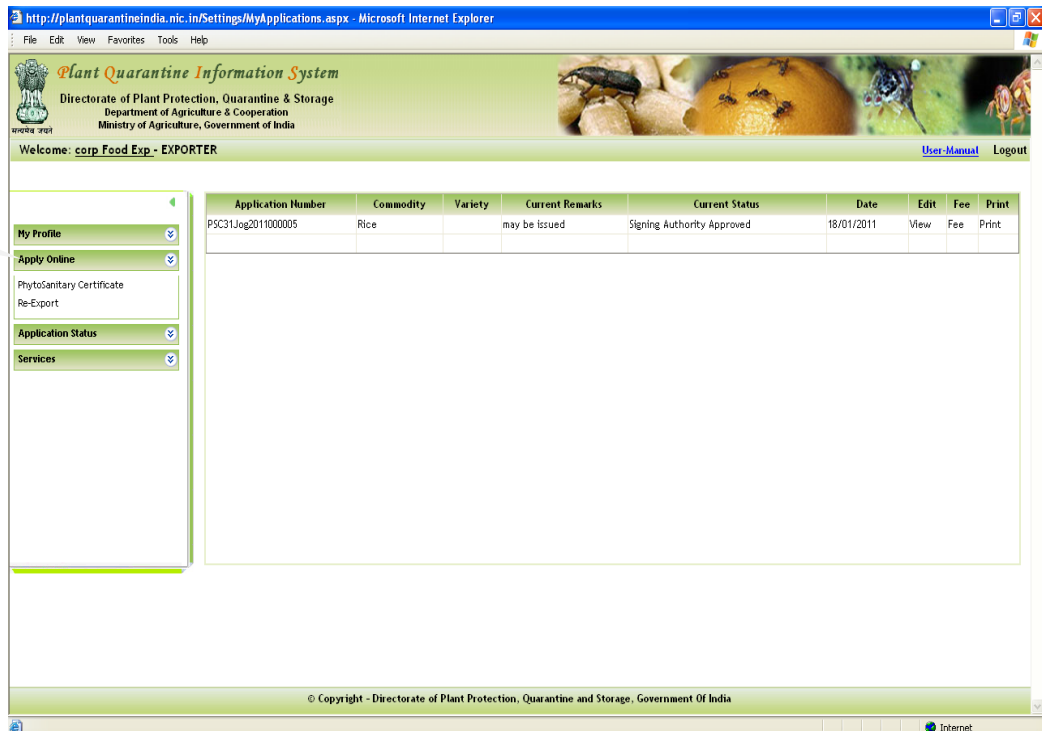 http://plantquarantineindia.nic.in/Settings/MyApplications.aspx - Microsoft Internet Explorer
File Edit View Favorites Tools Help
Plant Quarantine Information System
Directorate of Plant Protection, Quarantine & Storage
Department of Agriculture & Cooperation
Ministry of Agriculture, Government of India
सत्यमेव जयते
Welcome: corp Food Exp - EXPORTER User-Manual Logout
My Profile
Apply Online
PhytoSanitary Certificate
Re-Export
Application Status
Services
Application Number Commodity Variety Current Remarks Current Status Date Edit Fee Print
PSC31Jog2011000005 Rice may be issued Signing Authority Approved 18/01/2011 View Fee Print
© Copyright - Directorate of Plant Protection, Quarantine and Storage, Government Of India
Internet